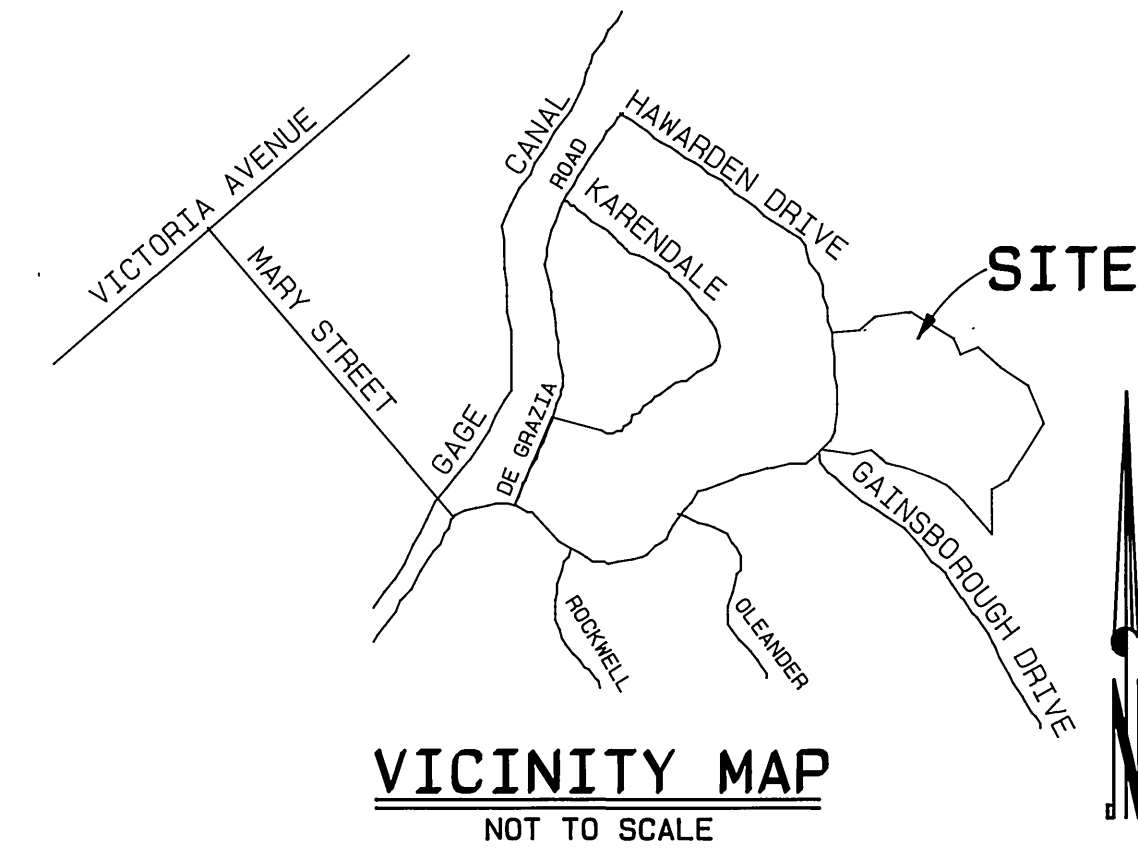 VICTORIA AVENUE
MARY STREET
GAGE
CANAL
ROAD
DE GRAZIA
HAWARDEN DRIVE
KARENDALE
SITE
GAINSBOROUGH DRIVE
ROCKWELL
OLEANDER
N
VICINITY MAP
NOT TO SCALE